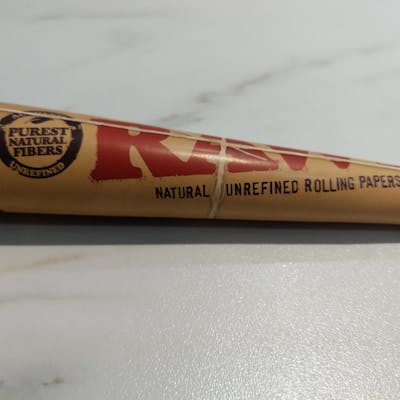 PUREST
NATURAL
FIBERS
UNREFINED
RAW
NATURAL UNREFINED ROLLING PAPERS